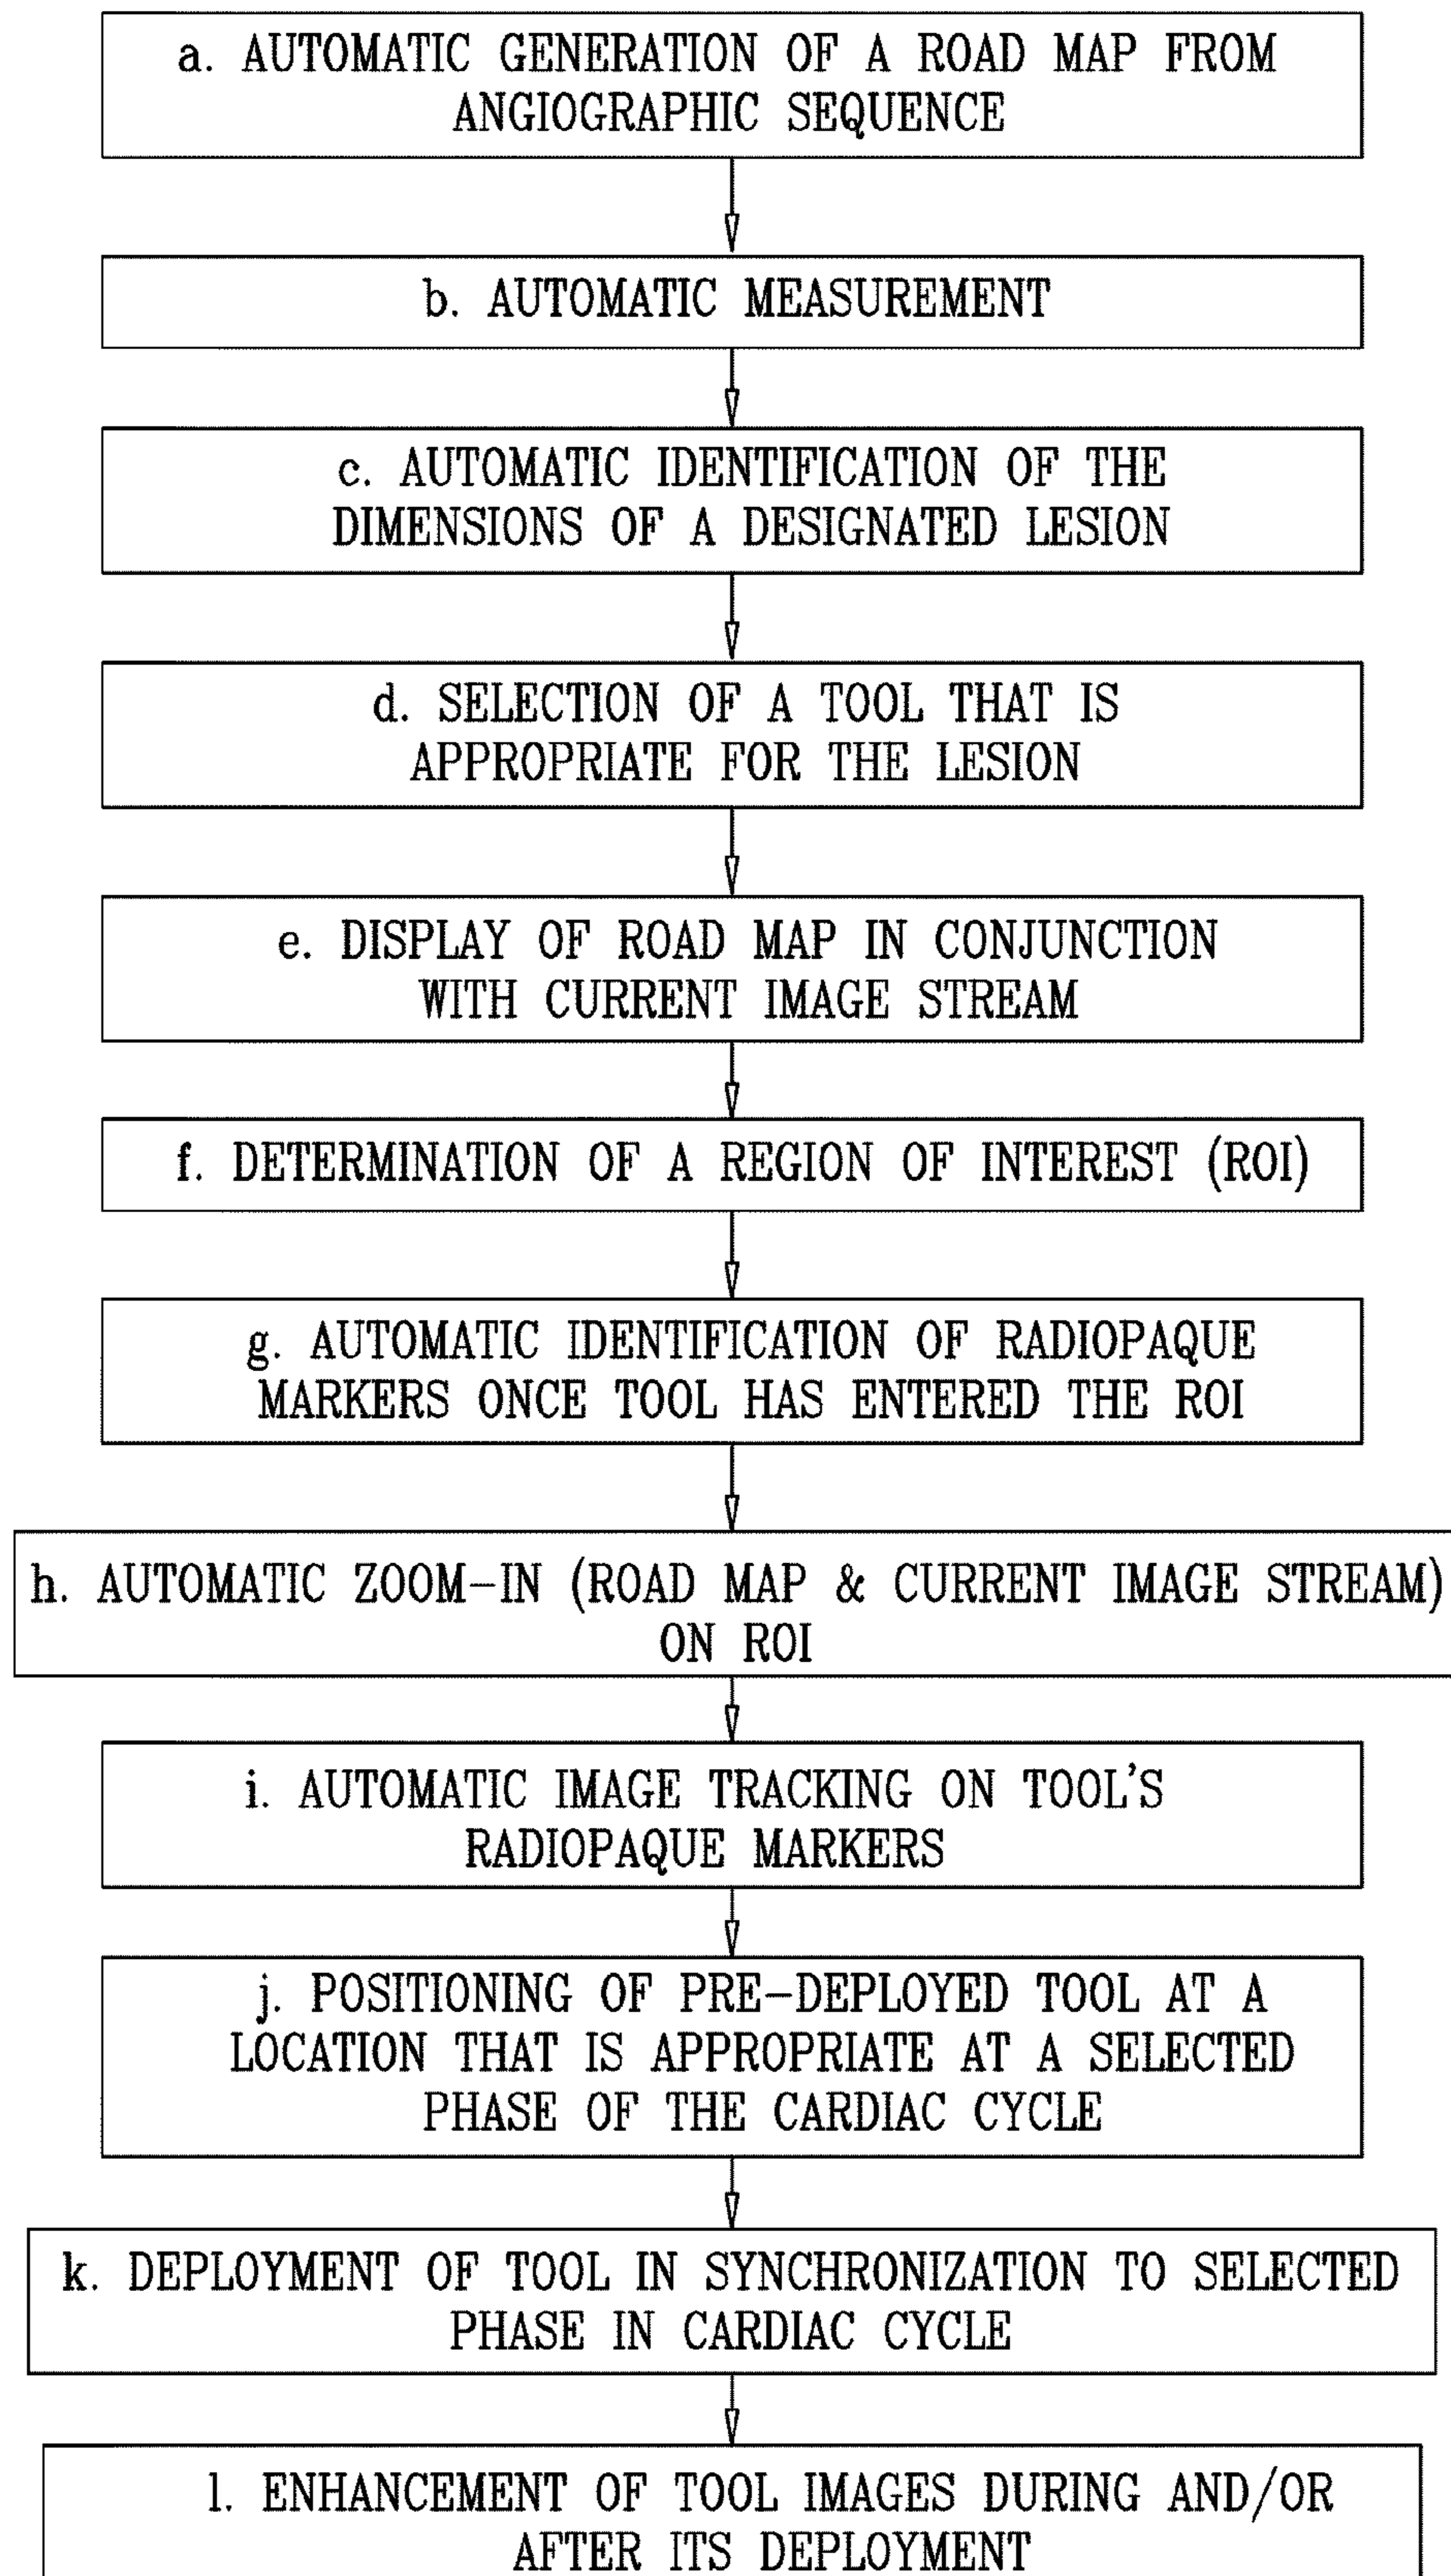 a. AUTOMATIC GENERATION OF A ROAD MAP FROM
ANGIOGRAPHIC SEQUENCE
b. AUTOMATIC MEASUREMENT
c. AUTOMATIC IDENTIFICATION OF THE
DIMENSIONS OF A DESIGNATED LESION
d. SELECTION OF A TOOL THAT IS
APPROPRIATE FOR THE LESION
e. DISPLAY OF ROAD MAP IN CONJUNCTION
WITH CURRENT IMAGE STREAM
f. DETERMINATION OF A REGION OF INTEREST (ROI)
g. AUTOMATIC IDENTIFICATION OF RADIOPAQUE
MARKERS ONCE TOOL HAS ENTERED THE ROI
h. AUTOMATIC ZOOM-IN (ROAD MAP & CURRENT IMAGE STREAM)
ON ROI
i. AUTOMATIC IMAGE TRACKING ON TOOL'S
RADIOPAQUE MARKERS
j. POSITIONING OF PRE-DEPLOYED TOOL AT A
LOCATION THAT IS APPROPRIATE AT A SELECTED
PHASE OF THE CARDIAC CYCLE
k. DEPLOYMENT OF TOOL IN SYNCHRONIZATION TO SELECTED
PHASE IN CARDIAC CYCLE
l. ENHANCEMENT OF TOOL IMAGES DURING AND/OR
AFTER ITS DEPLOYMENT